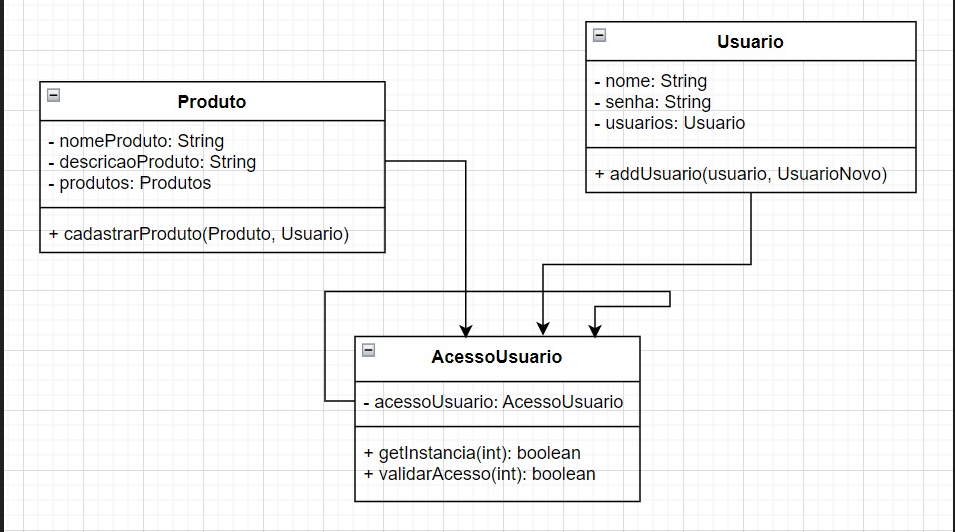 Usuario
- nome: String
- senha: String
- usuarios: Usuario
+ addUsuario(usuario, UsuarioNovo)
Produto
- nomeProduto: String
- descricaoProduto: String
- produtos: Produtos
+ cadastrarProduto(Produto, Usuario)
AcessoUsuario
- acessoUsuario: AcessoUsuario
+ getInstancia(int): boolean
+ validarAcesso(int): boolean